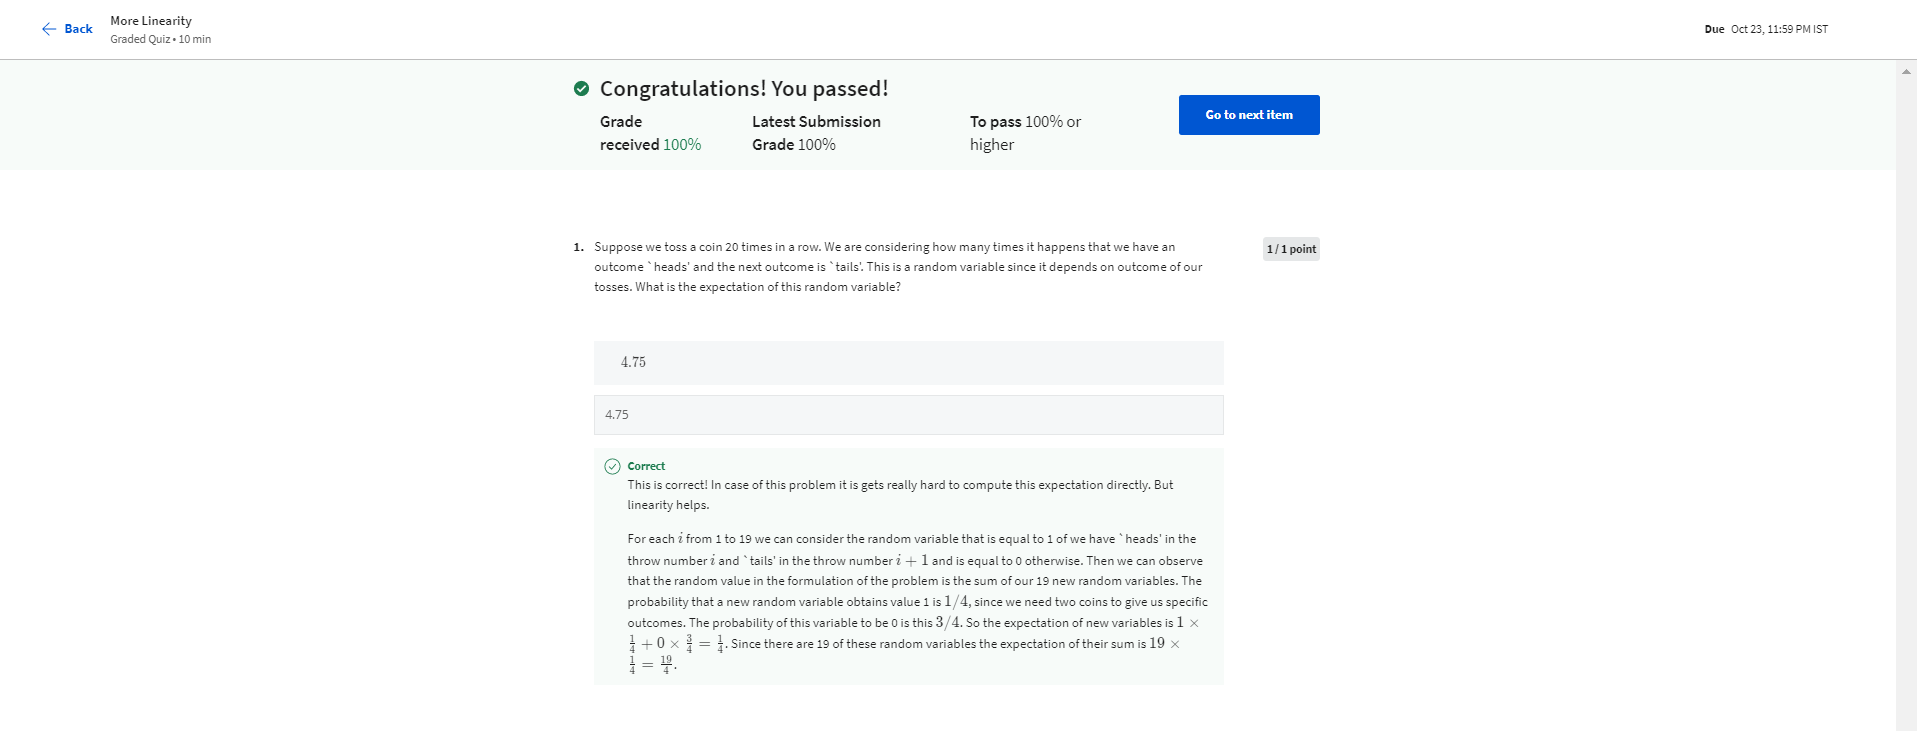 Back
More Linearity
Graded Quiz • 10 min
Due Oct 23, 11:59 PM IST
Congratulations! You passed!
Grade received 100%
Latest Submission Grade 100%
To pass 100% or higher
Go to next item
1. Suppose we toss a coin 20 times in a row. We are considering how many times it happens that we have an
outcome `heads' and the next outcome is `tails'. This is a random variable since it depends on outcome of our
tosses. What is the expectation of this random variable?
1 / 1 point
4.75
4.75
Correct
This is correct! In case of this problem it is gets really hard to compute this expectation directly. But
linearity helps.
For each i from 1 to 19 we can consider the random variable that is equal to 1 of we have `heads' in the
throw number i and `tails' in the throw number i + 1 and is equal to 0 otherwise. Then we can observe
that the random value in the formulation of the problem is the sum of our 19 new random variables. The
probability that a new random variable obtains value 1 is 1/4, since we need two coins to give us specific
outcomes. The probability of this variable to be 0 is this 3/4. So the expectation of new variables is 1 ×
1/4 + 0 × 3/4 = 1/4. Since there are 19 of these random variables the expectation of their sum is 19 ×
1/4 = 19/4.